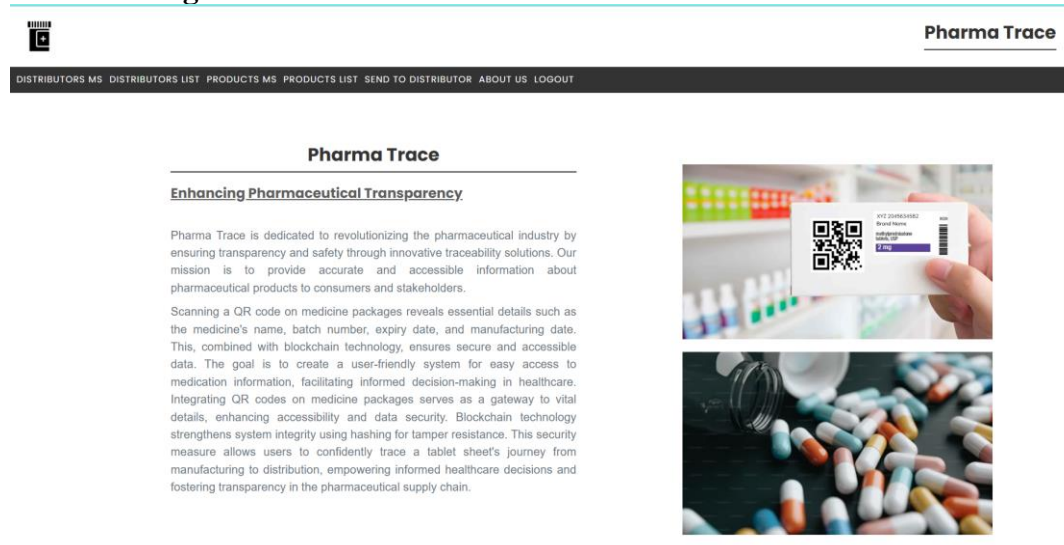 Pharma Trace
DISTRIBUTORS MS DISTRIBUTORS LIST PRODUCTS MS PRODUCTS LIST SEND TO DISTRIBUTOR ABOUT US LOGOUT
Pharma Trace
Enhancing Pharmaceutical Transparency
Pharma Trace is dedicated to revolutionizing the pharmaceutical industry by
ensuring transparency and safety through innovative traceability solutions. Our
mission is to provide accurate and accessible information about
pharmaceutical products to consumers and stakeholders.
Scanning a QR code on medicine packages reveals essential details such as
the medicine's name, batch number, expiry date, and manufacturing date.
This, combined with blockchain technology, ensures secure and accessible
data. The goal is to create a user-friendly system for easy access to
medication information, facilitating informed decision-making in healthcare.
Integrating QR codes on medicine packages serves as a gateway to vital
details, enhancing accessibility and data security. Blockchain technology
strengthens system integrity using hashing for tamper resistance. This security
measure allows users to confidently trace a tablet sheet's journey from
manufacturing to distribution, empowering informed healthcare decisions and
fostering transparency in the pharmaceutical supply chain.
Brand Name
2 mg